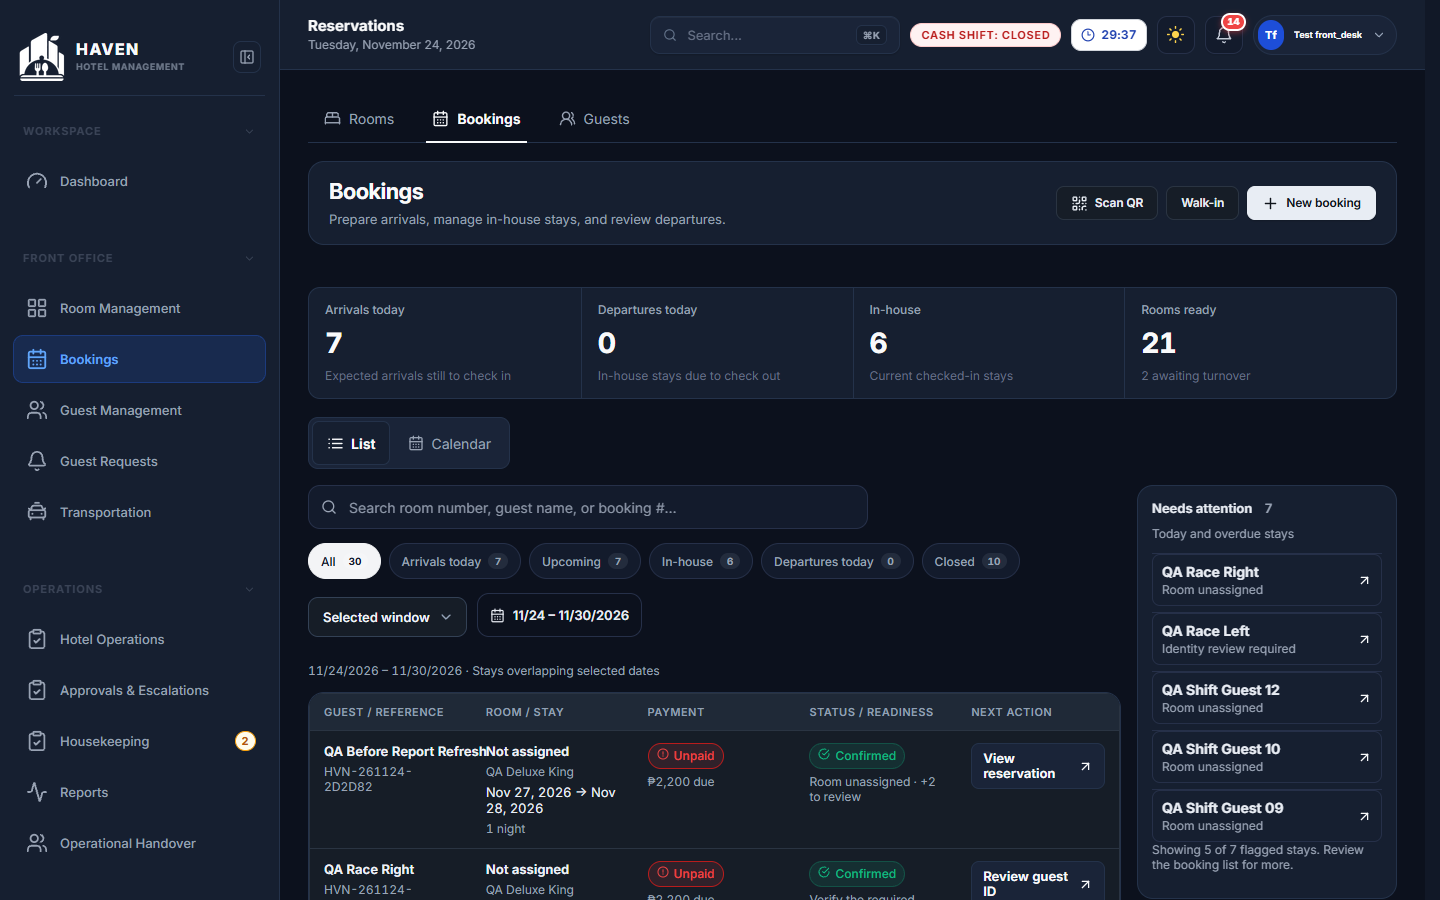 HAVEN
HOTEL MANAGEMENT
WORKSPACE
Dashboard
FRONT OFFICE
Room Management
Bookings
Guest Management
Guest Requests
Transportation
OPERATIONS
Hotel Operations
Approvals & Escalations
Housekeeping
2
Reports
Operational Handover
Reservations
Tuesday, November 24, 2026
Search...
⌘K
CASH SHIFT: CLOSED
29:37
14
Tf
Test front_desk
Rooms
Bookings
Guests
Bookings
Prepare arrivals, manage in-house stays, and review departures.
Scan QR
Walk-in
New booking
Arrivals today
7
Expected arrivals still to check in
Departures today
0
In-house stays due to check out
In-house
6
Current checked-in stays
Rooms ready
21
2 awaiting turnover
List
Calendar
Search room number, guest name, or booking #...
All 30
Arrivals today 7
Upcoming 7
In-house 6
Departures today 0
Closed 10
Selected window
11/24 – 11/30/2026
11/24/2026 – 11/30/2026 · Stays overlapping selected dates
GUEST / REFERENCE
ROOM / STAY
PAYMENT
STATUS / READINESS
NEXT ACTION
QA Before Report Refresh
HVN-261124-
2D2D82
Not assigned
QA Deluxe King
Nov 27, 2026 → Nov
28, 2026
1 night
Unpaid
₱2,200 due
Confirmed
Room unassigned · +2
to review
View
reservation
QA Race Right
HVN-261124-
Not assigned
QA Deluxe King
Unpaid
₱2,200 due
Confirmed
Verify the required
Review guest
ID
Needs attention 7
Today and overdue stays
QA Race Right
Room unassigned
QA Race Left
Identity review required
QA Shift Guest 12
Room unassigned
QA Shift Guest 10
Room unassigned
QA Shift Guest 09
Room unassigned
Showing 5 of 7 flagged stays. Review
the booking list for more.